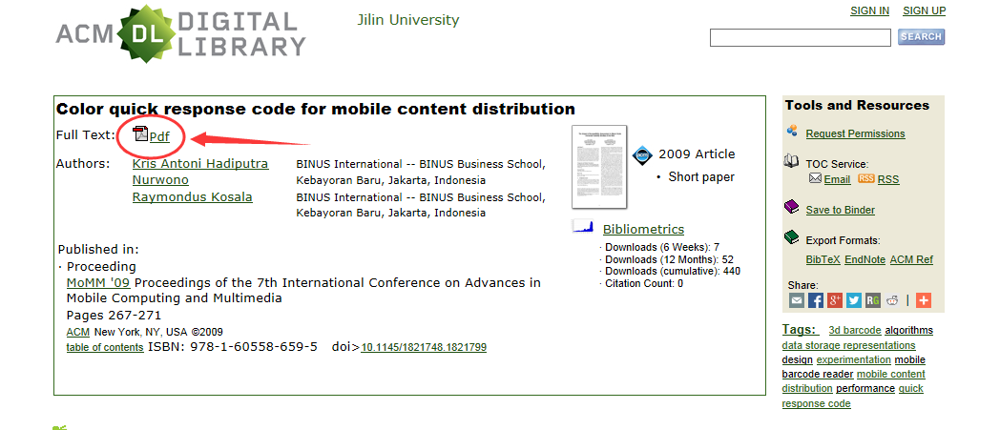 ACM DL DIGITAL LIBRARY
Jilin University
SIGN IN SIGN UP
SEARCH
Color quick response code for mobile content distribution
Full Text: Pdf
2009 Article
• Short paper
Authors: Kris Antoni Hadiputra Nurwono
BINUS International -- BINUS Business School,
Kebayoran Baru, Jakarta, Indonesia
Raymondus Kosala
BINUS International -- BINUS Business School,
Kebayoran Baru, Jakarta, Indonesia
Bibliometrics
· Downloads (6 Weeks): 7
· Downloads (12 Months): 52
· Downloads (cumulative): 440
· Citation Count: 0
Published in:
· Proceeding
MoMM '09 Proceedings of the 7th International Conference on Advances in
Mobile Computing and Multimedia
Pages 267-271
ACM New York, NY, USA ©2009
table of contents ISBN: 978-1-60558-659-5 doi>10.1145/1821748.1821799
Tools and Resources
Request Permissions
TOC Service:
Email RSS RSS
Save to Binder
Export Formats:
BibTeX EndNote ACM Ref
Share:
g+ RG |
Tags: 3d barcode algorithms
data storage representations
design experimentation mobile
barcode reader mobile content
distribution performance quick
response code